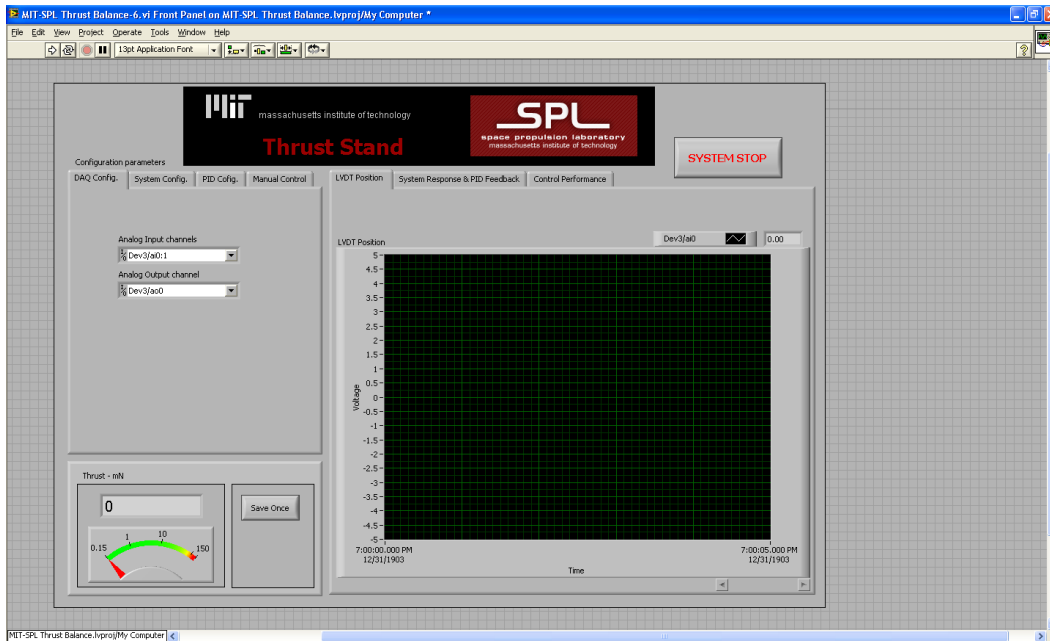 MIT-SPL Thrust Balance-6.vi Front Panel on MIT-SPL Thrust Balance.lvproj/My Computer *
File Edit View Project Operate Tools Window Help
13pt Application Font
?
MIT
massachusetts institute of technology
Thrust Stand
SPL
space propulsion laboratory
massachusetts institute of technology
SYSTEM STOP
Configuration parameters
DAQ Config. System Config. PID Cofig. Manual Control
Analog Input channels
Dev3/ai0:1
Analog Output channel
Dev3/ao0
Thrust - mN
0
0.15 1 10 150
Save Once
LVDT Position System Response & PID Feedback Control Performance
LVDT Position
Dev3/ai0 0.00
Voltage
5
4.5
4
3.5
3
2.5
2
1.5
1
0.5
0
-0.5
-1
-1.5
-2
-2.5
-3
-3.5
-4
-4.5
-5
7:00:00.000 PM 7:00:05.000 PM
12/31/1903 12/31/1903
Time
MIT-SPL Thrust Balance.lvproj/My Computer